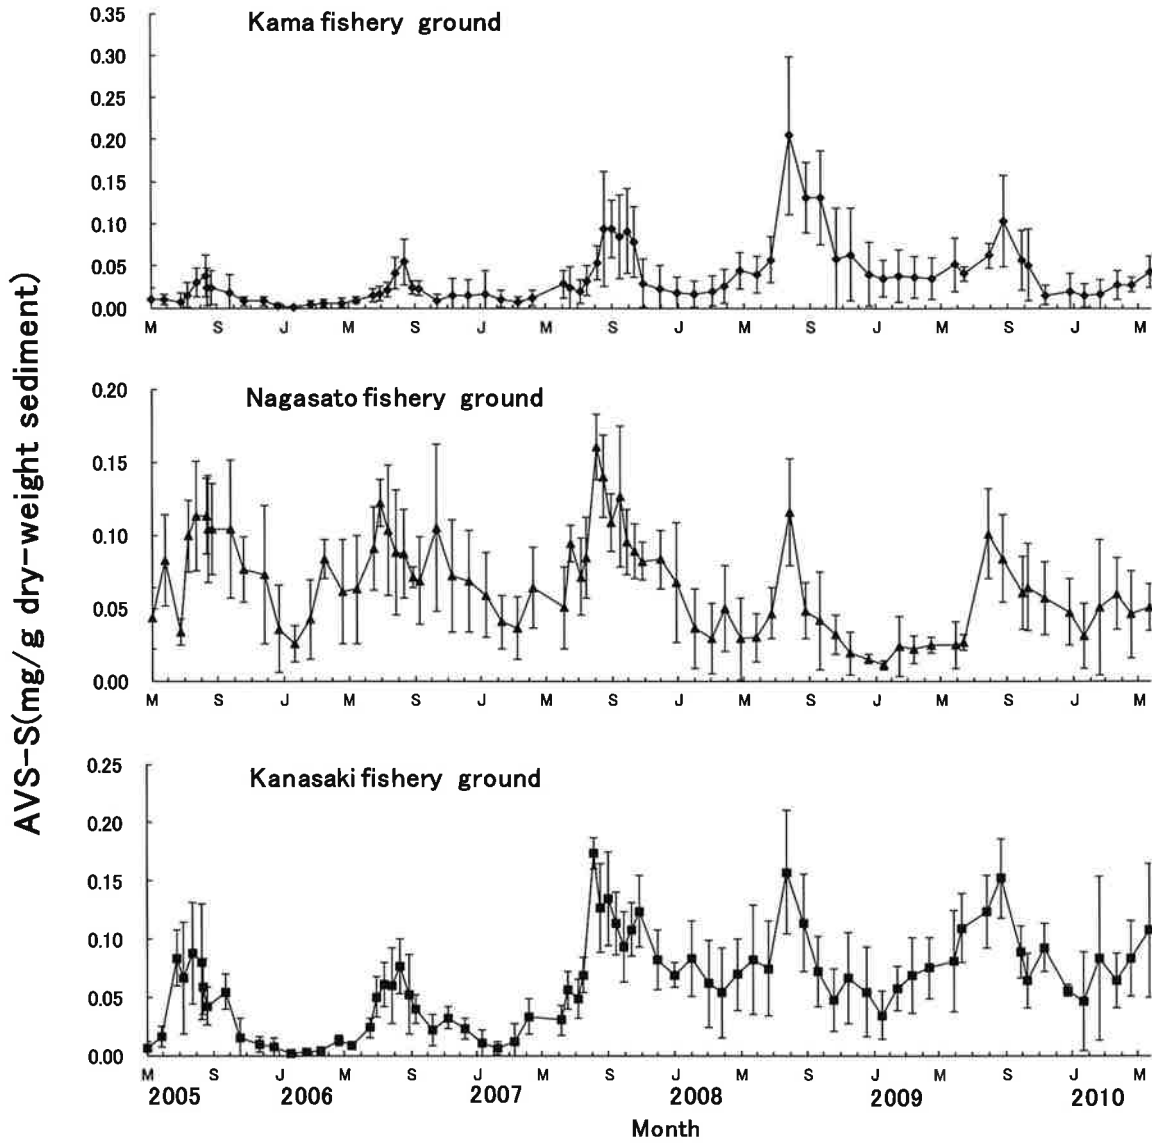 Kama fishery ground
0.35
0.30
0.25
0.20
0.15
0.10
0.05
0.00
M S J M S J M S J M S J M S J M
Nagasato fishery ground
0.20
0.15
0.10
0.05
0.00
M S J M S J M S J M S J M S J M
Kanasaki fishery ground
0.25
0.20
0.15
0.10
0.05
0.00
M S J M S J M S J M S J M S J M
2005 2006 2007 2008 2009 2010
Month
AVS-S(mg/g dry-weight sediment)